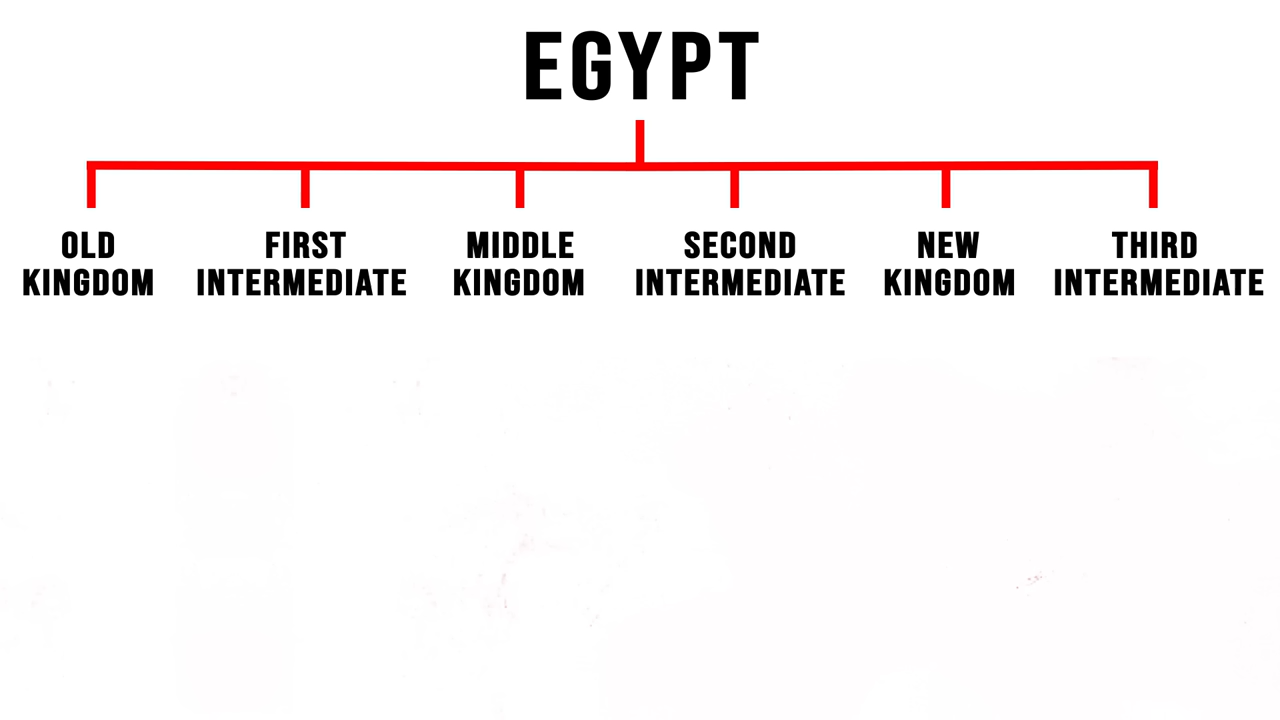 EGYPT
OLD KINGDOM
FIRST INTERMEDIATE
MIDDLE KINGDOM
SECOND INTERMEDIATE
NEW KINGDOM
THIRD INTERMEDIATE